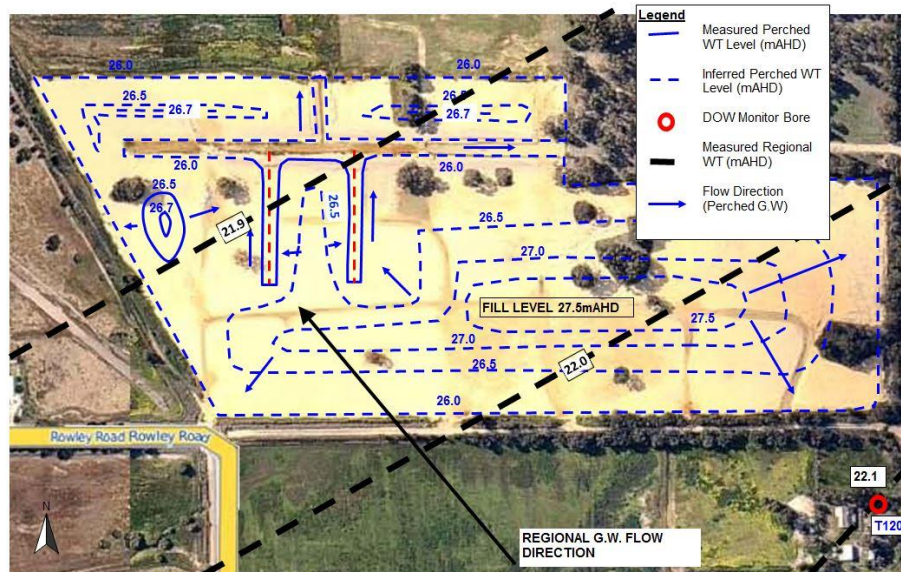 Legend
Measured Perched
WT Level (mAHD)
Inferred Perched WT
Level (mAHD)
DOW Monitor Bore
Measured Regional
WT (mAHD)
Flow Direction
(Perched G.W)
26.0
26.0
26.5
26.7
26.7
26.0
26.0
26.5
26.7
21.9
26.5
26.5
27.0
FILL LEVEL 27.5mAHD
27.5
27.0
26.5
22.0
26.0
Rowley Road Rowley Road
22.1
T120
N
REGIONAL G.W. FLOW
DIRECTION